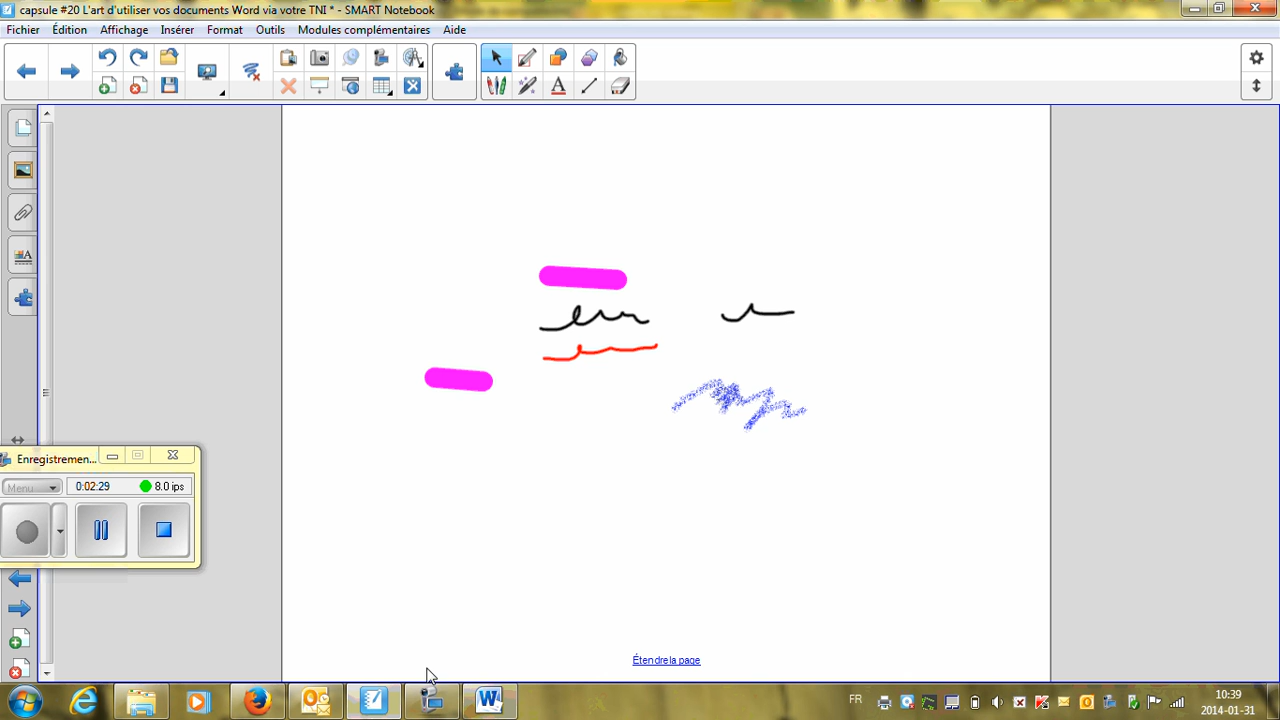 capsule #20 L'art d'utiliser vos documents Word via votre TNI * - SMART Notebook
Fichier Édition Affichage Insérer Format Outils Modules complémentaires Aide
Enregistremen...
Menu 0:02:29 8.0 ips
Étendre la page
FR 10:39
2014-01-31